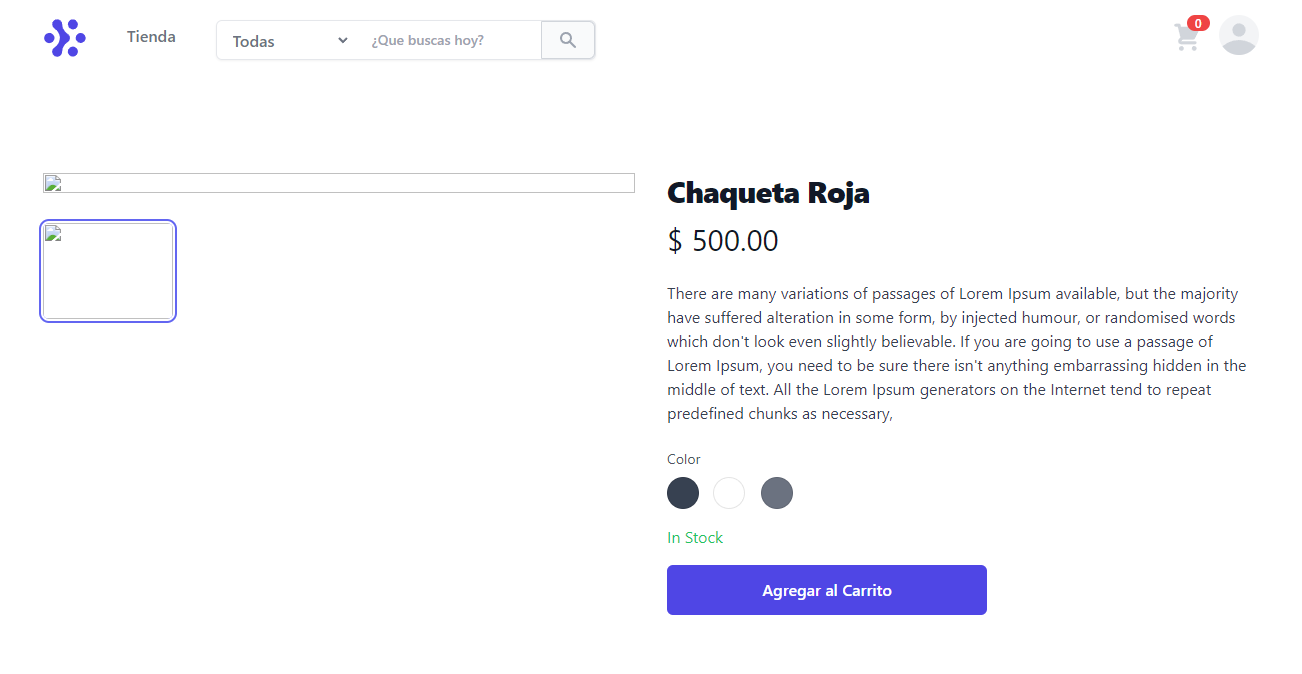 Tienda
Todas
¿Que buscas hoy?
0
Chaqueta Roja
$ 500.00
There are many variations of passages of Lorem Ipsum available, but the majority
have suffered alteration in some form, by injected humour, or randomised words
which don't look even slightly believable. If you are going to use a passage of
Lorem Ipsum, you need to be sure there isn't anything embarrassing hidden in the
middle of text. All the Lorem Ipsum generators on the Internet tend to repeat
predefined chunks as necessary,
Color
In Stock
Agregar al Carrito